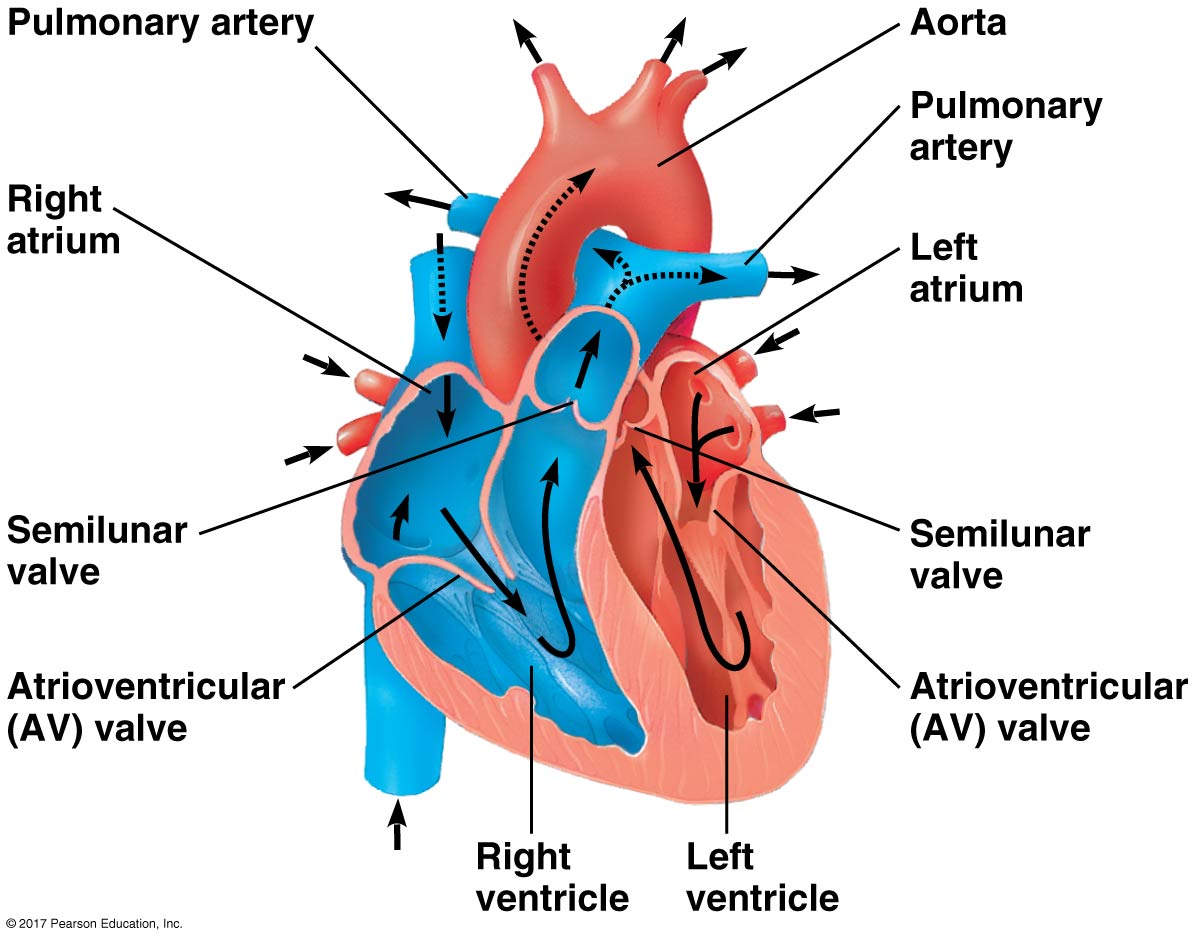 Pulmonary artery
Right
atrium
Semilunar
valve
Atrioventricular
(AV) valve
Aorta
Pulmonary
artery
Left
atrium
Semilunar
valve
Atrioventricular
(AV) valve
Right
ventricle
Left
ventricle
© 2017 Pearson Education, Inc.